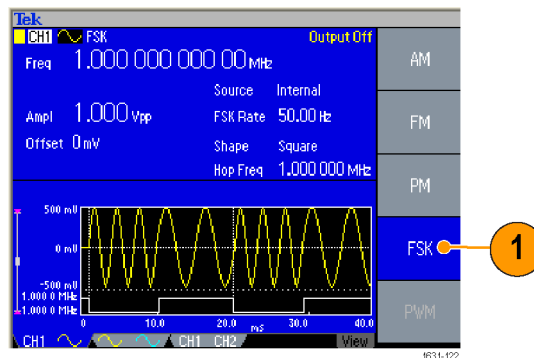 Tek
CH1 FSK Output Off
Freq 1.000 000 000 00 MHz
AM
Source Internal
Ampl 1.000 Vpp FSK Rate 50.00 Hz
FM
Offset 0mV Shape Square
Hop Freq 1.000 000 MHz
PM
500 mV
0 mV
FSK
1
-500 mV
1.000 0 MHz
1.000 0 MHz
PWM
0 10.0 20.0 ms 30.0 40.0
CH1 CH1 CH2 View
1631-122